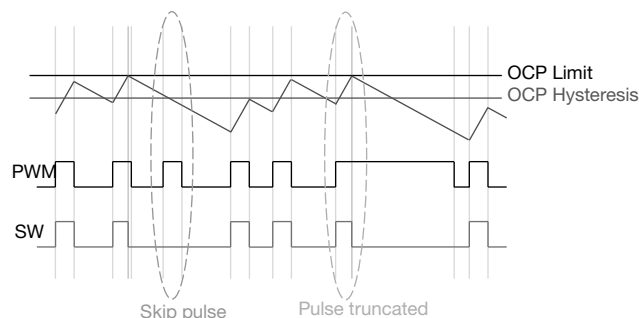 OCP Limit
OCP Hysteresis
PWM
SW
Skip pulse
Pulse truncated